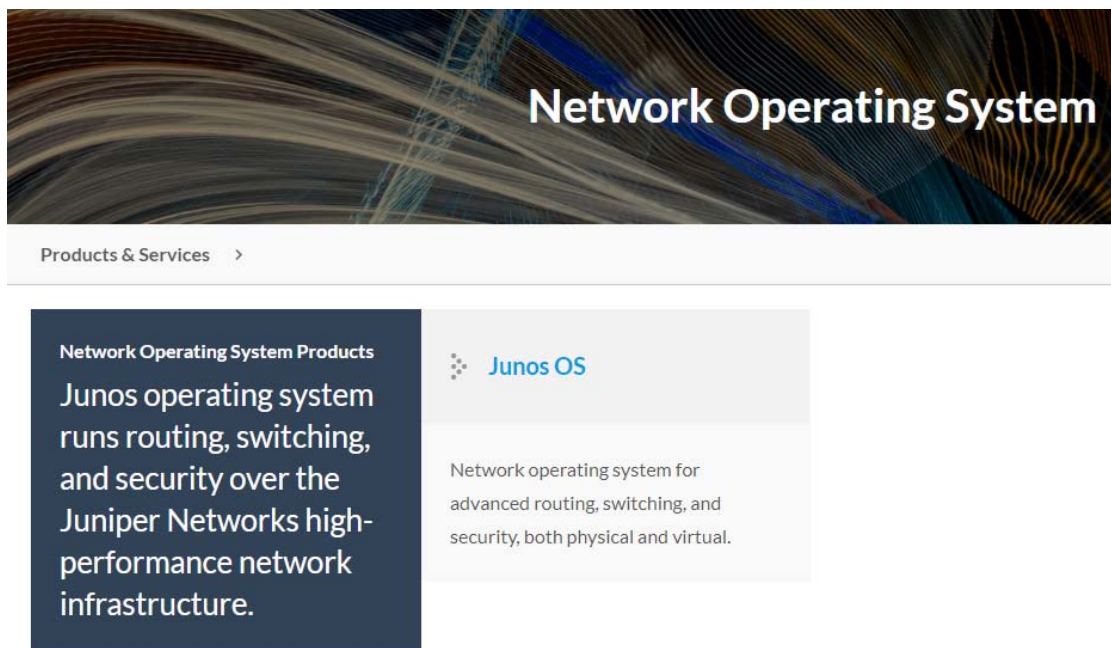 Network Operating System
Products & Services >
Network Operating System Products
Junos operating system
runs routing, switching,
and security over the
Juniper Networks high-
performance network
infrastructure.
Junos OS
Network operating system for
advanced routing, switching, and
security, both physical and virtual.